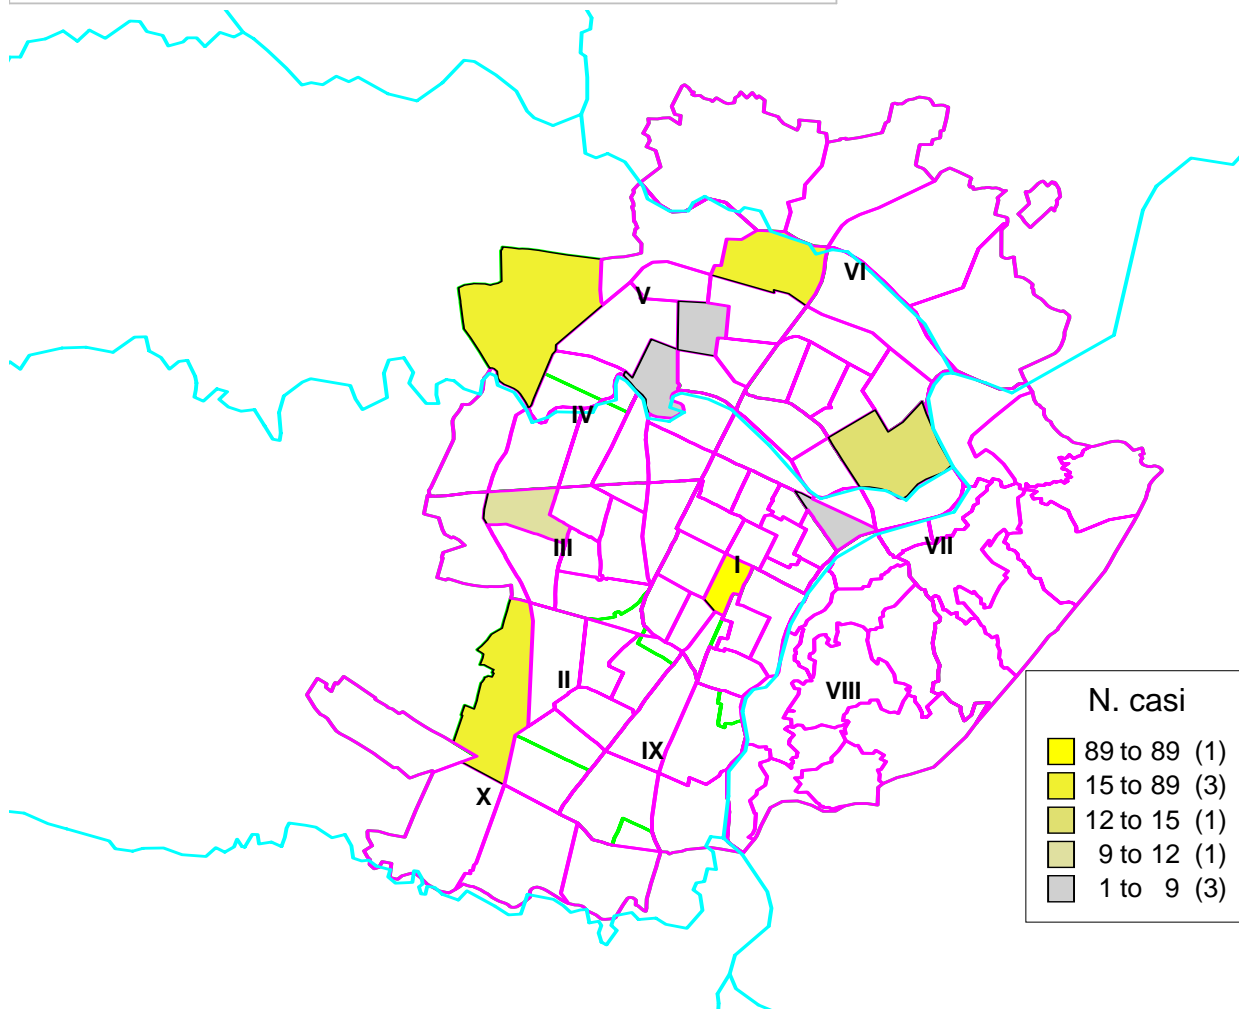 VI
V
IV
III
I
VII
II
VIII
IX
X
N. casi
89 to 89 (1)
15 to 89 (3)
12 to 15 (1)
9 to 12 (1)
1 to 9 (3)